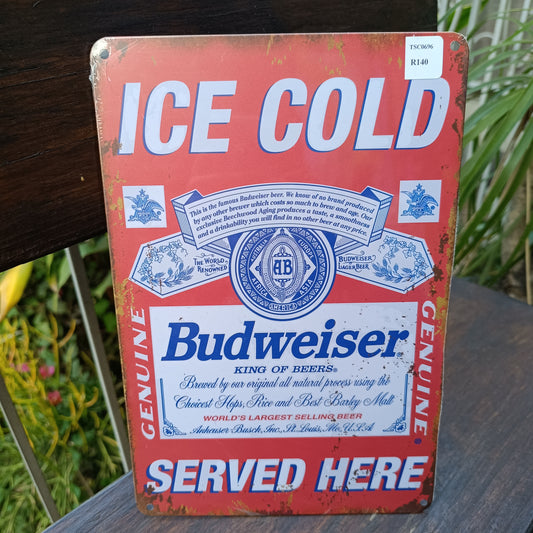 TSC0696
R140
ICE COLD
This is the famous Budweiser beer. We know of no brand produced
by any other brewer which costs so much to brew and age. Our
exclusive Beechwood Aging produces a taste, a smoothness
and a drinkability you will find in no other beer at any price.
THE WORLD
RENOWNED
BUDWEISER
LAGER BEER
AB
AMERICA
GENUINE
GENUINE
Budweiser
KING OF BEERS®
Brewed by our original all natural process using the
Choicest Hops, Rice and Best Barley Malt
WORLD'S LARGEST SELLING BEER
Anheuser Busch, Inc., St. Louis, Mo., U.S.A.
SERVED HERE